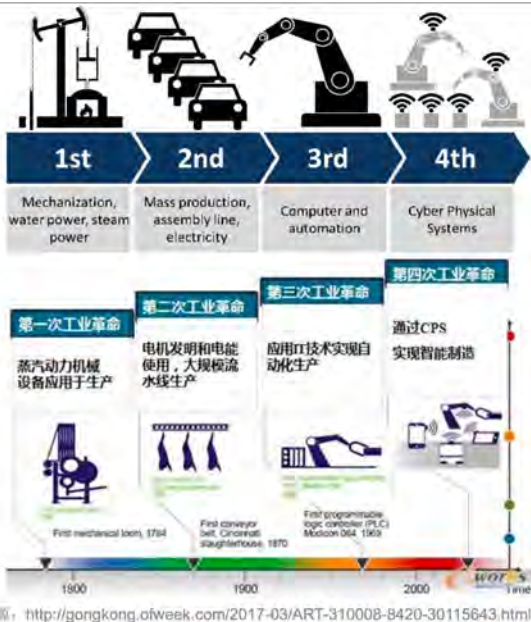 1st
2nd
3rd
4th
Mechanization,
water power, steam
power
Mass production,
assembly line,
electricity
Computer and
automation
Cyber Physical
Systems
第一次工业革命
蒸汽动力机械
设备应用于生产
First mechanical loom, 1784
第二次工业革命
电机发明和电能
使用，大规模流
水线生产
First conveyor
belt, Cincinnati
slaughterhouse, 1870
第三次工业革命
应用IT技术实现自
动化生产
First programmable
logic controller (PLC)
Modicon 084, 1969
第四次工业革命
通过CPS
实现智能制造
1800
1900
2000
Time
http://gongkong.ofweek.com/2017-03/ART-310008-8420-30115643.html